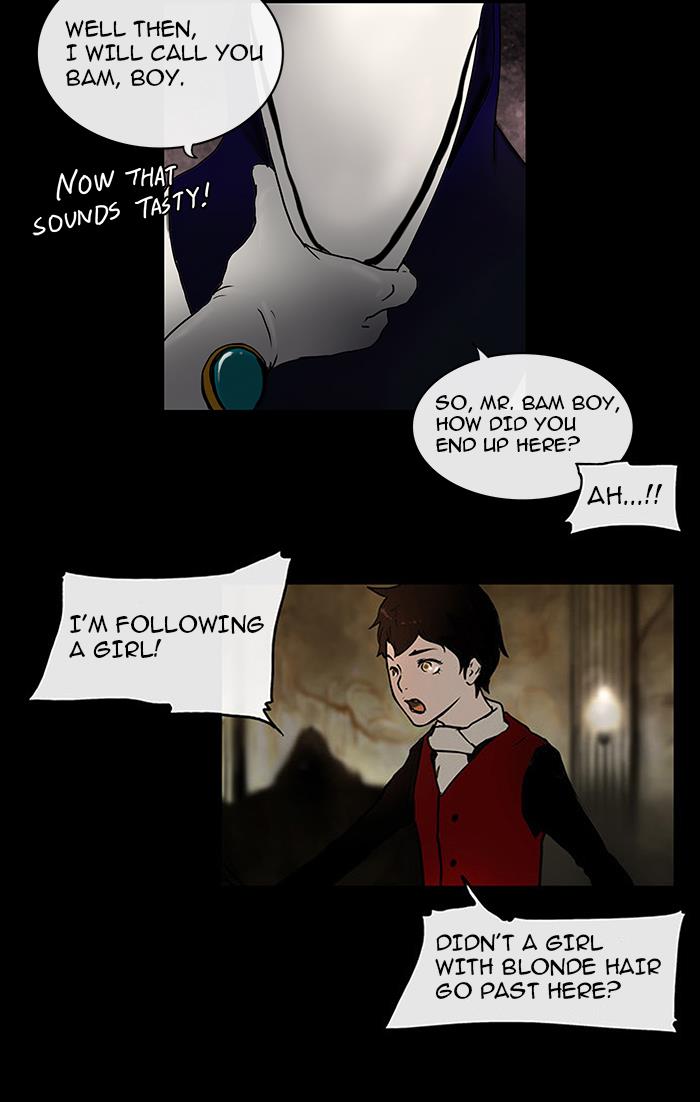 WELL THEN,
I WILL CALL YOU
BAM, BOY.
NOW THAT
SOUNDS TASTY!
SO, MR. BAM BOY,
HOW DID YOU
END UP HERE?
AH...!!
I'M FOLLOWING
A GIRL!
DIDN'T A GIRL
WITH BLONDE HAIR
GO PAST HERE?